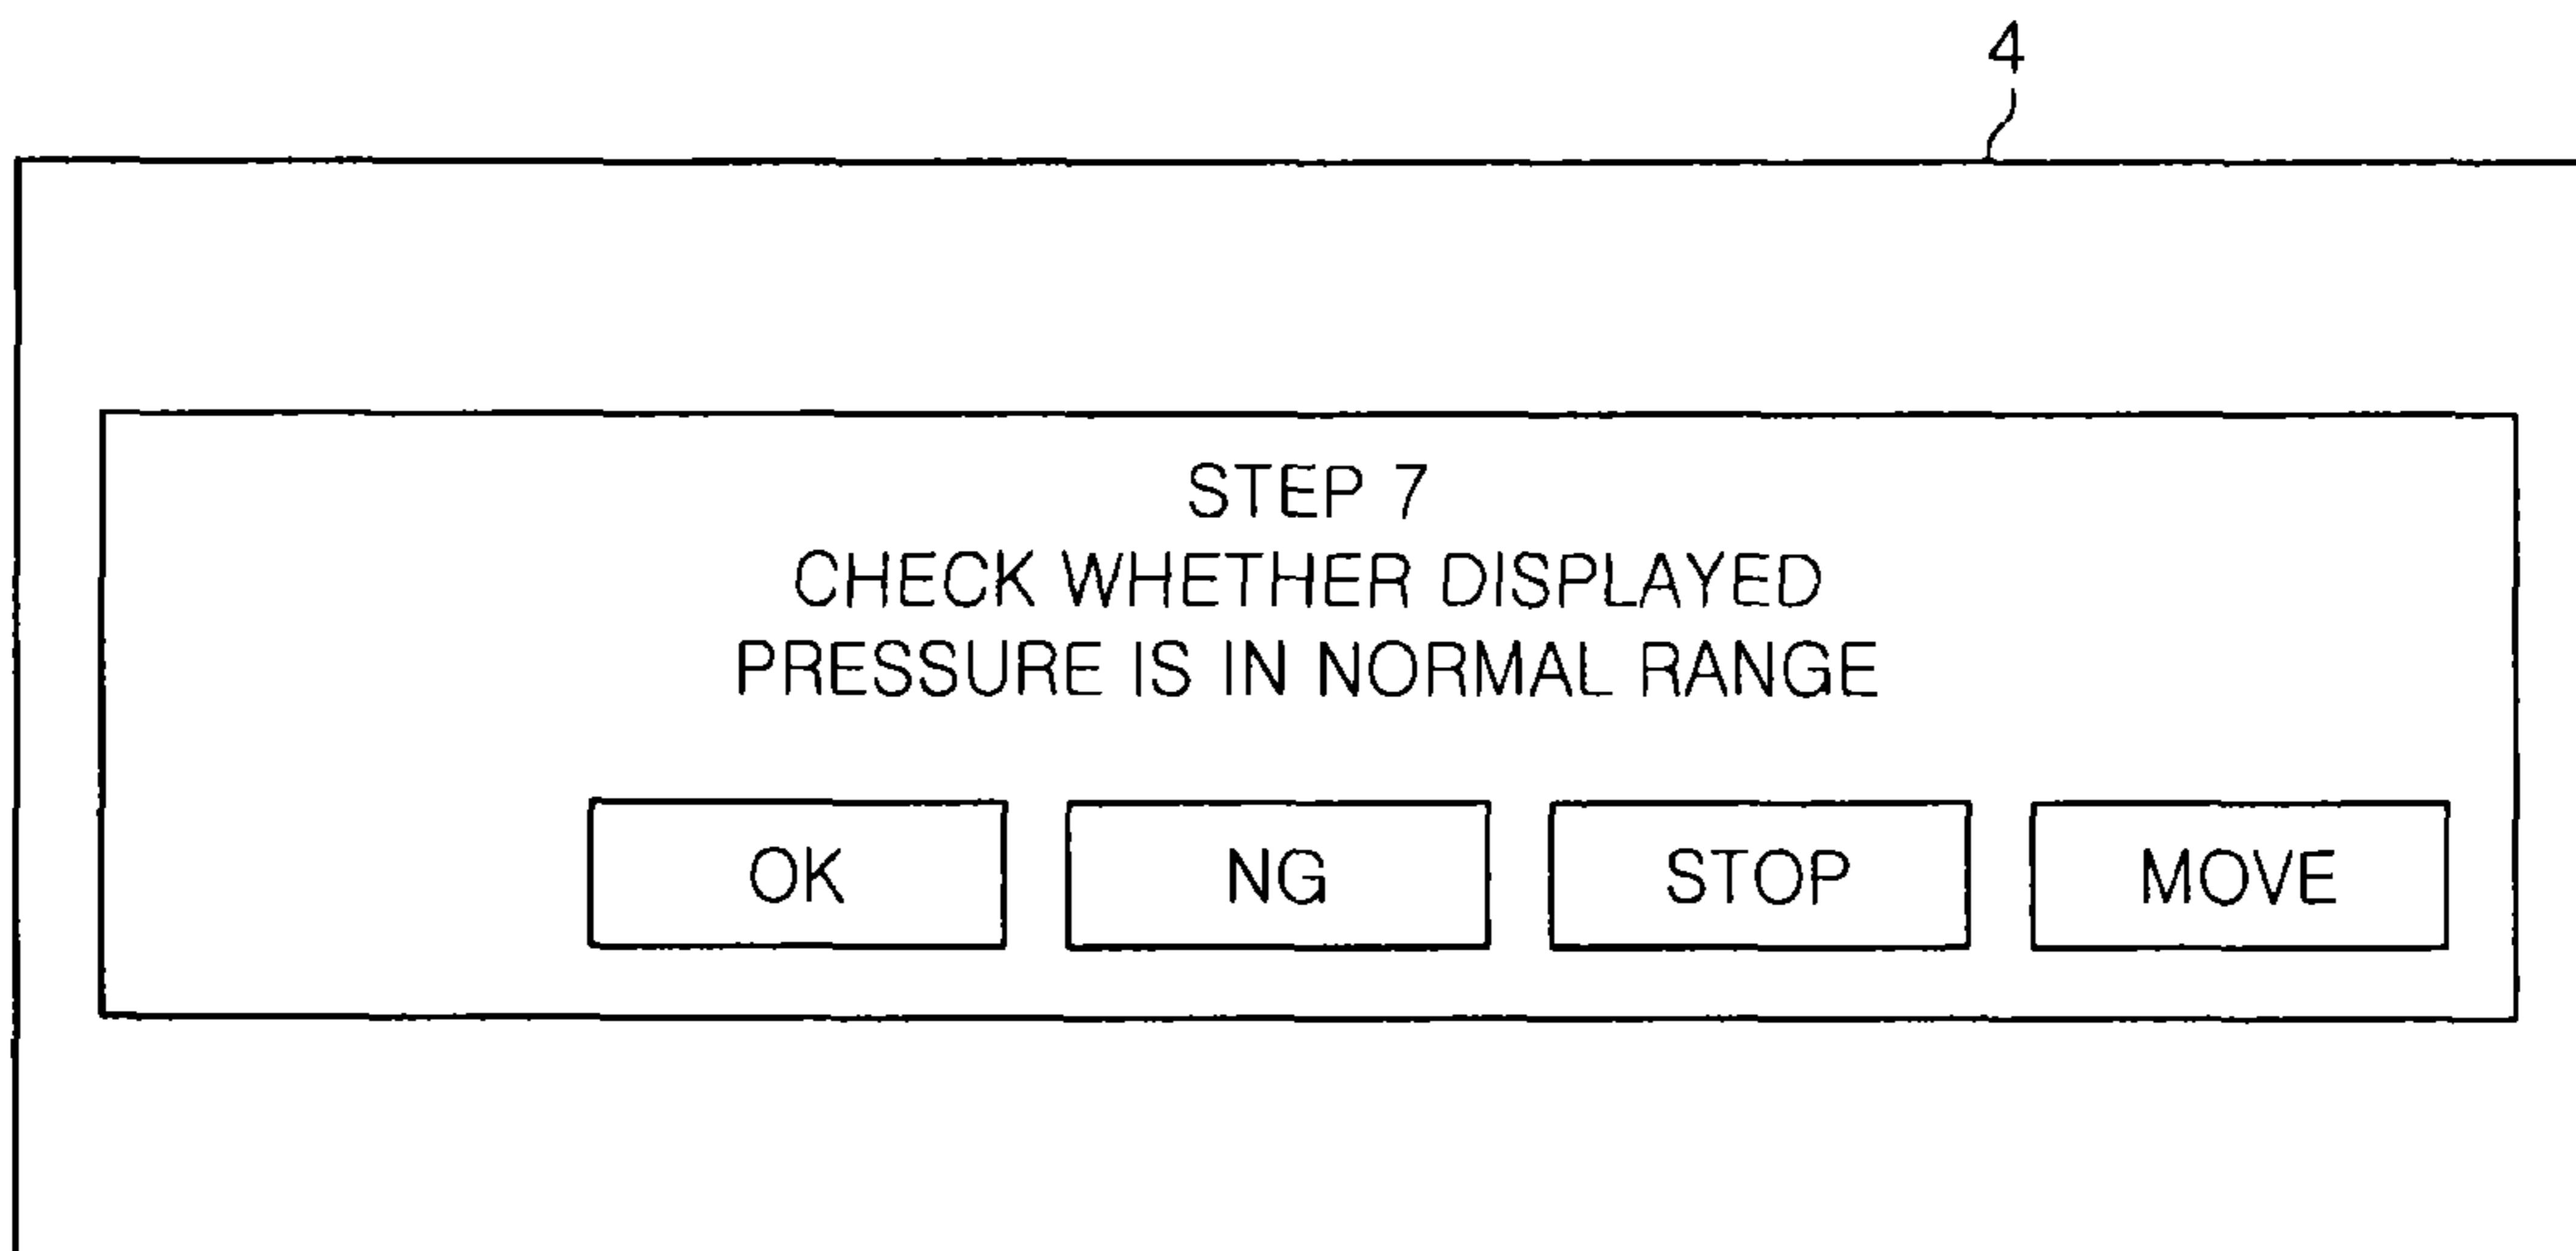 4
STEP 7
CHECK WHETHER DISPLAYED
PRESSURE IS IN NORMAL RANGE
OK NG STOP MOVE